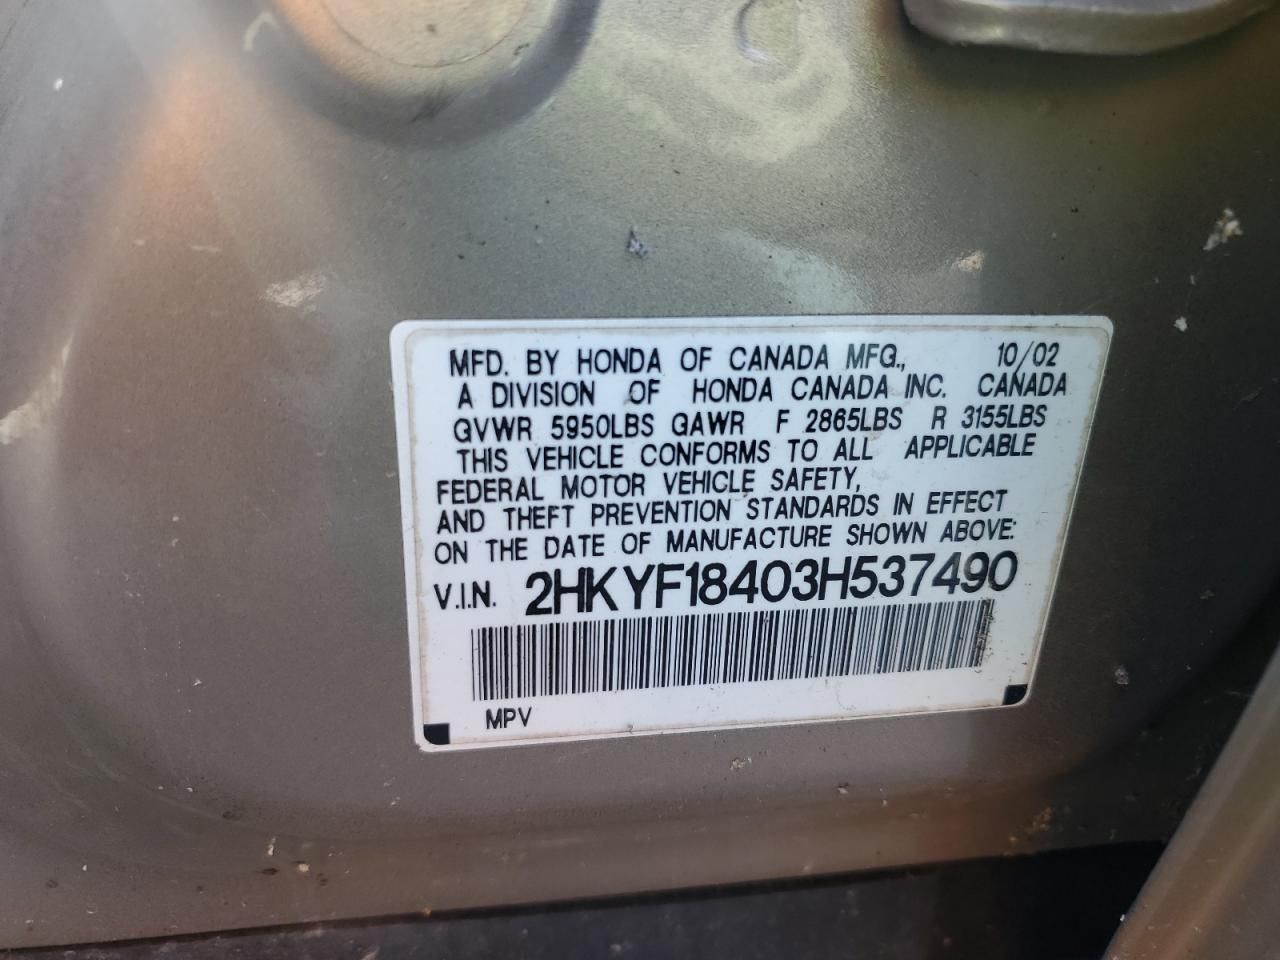 MFD. BY HONDA OF CANADA MFG., 10/02
A DIVISION OF HONDA CANADA INC. CANADA
GVWR 5950LBS GAWR F 2865LBS R 3155LBS
THIS VEHICLE CONFORMS TO ALL APPLICABLE
FEDERAL MOTOR VEHICLE SAFETY,
AND THEFT PREVENTION STANDARDS IN EFFECT
ON THE DATE OF MANUFACTURE SHOWN ABOVE:
V.I.N. 2HKYF18403H537490
MPV